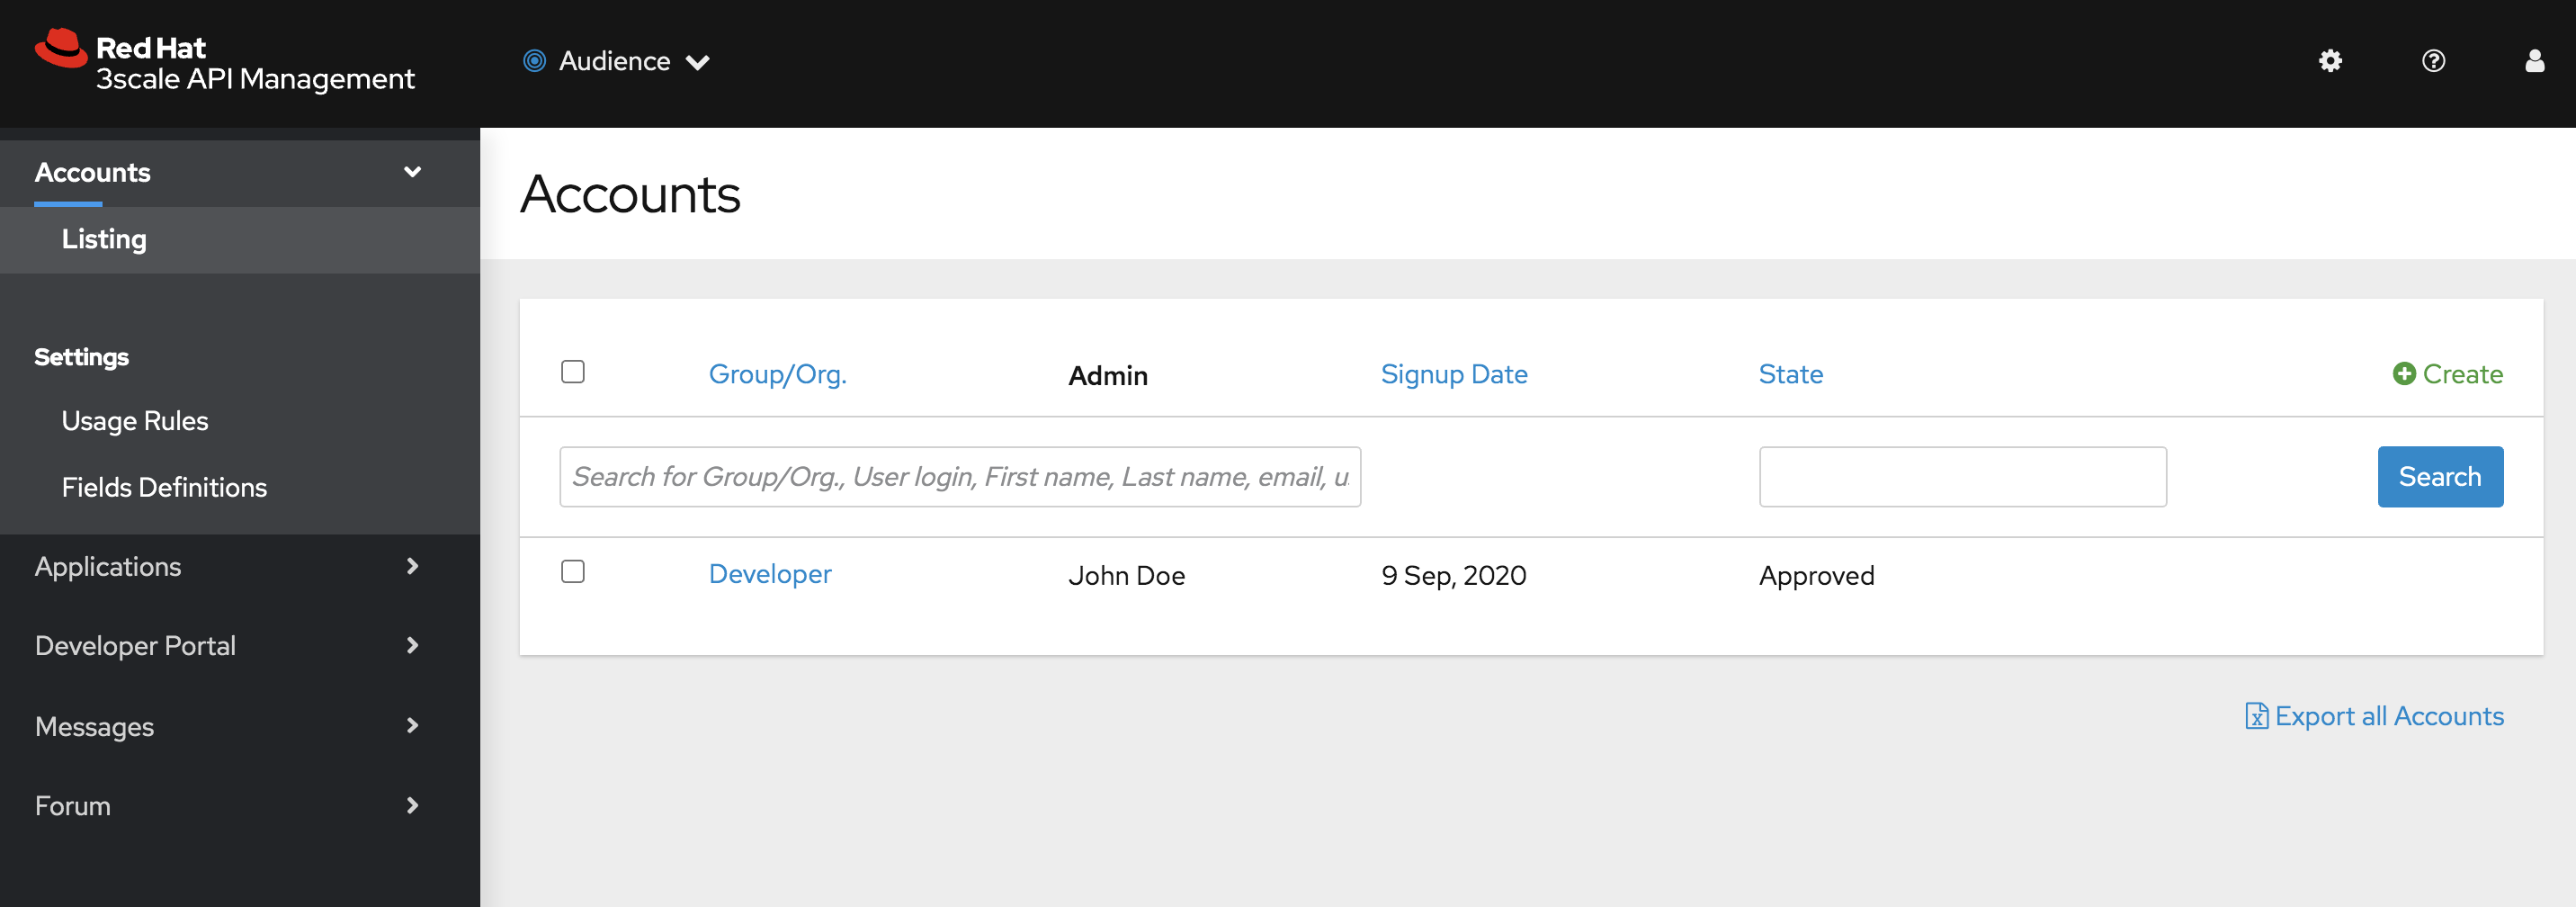 Red Hat
3scale API Management
Audience
Accounts
Listing
Settings
Usage Rules
Fields Definitions
Applications
Developer Portal
Messages
Forum
Accounts
Group/Org. Admin Signup Date State Create
Search for Group/Org., User login, First name, Last name, email, u Search
Developer John Doe 9 Sep, 2020 Approved
Export all Accounts